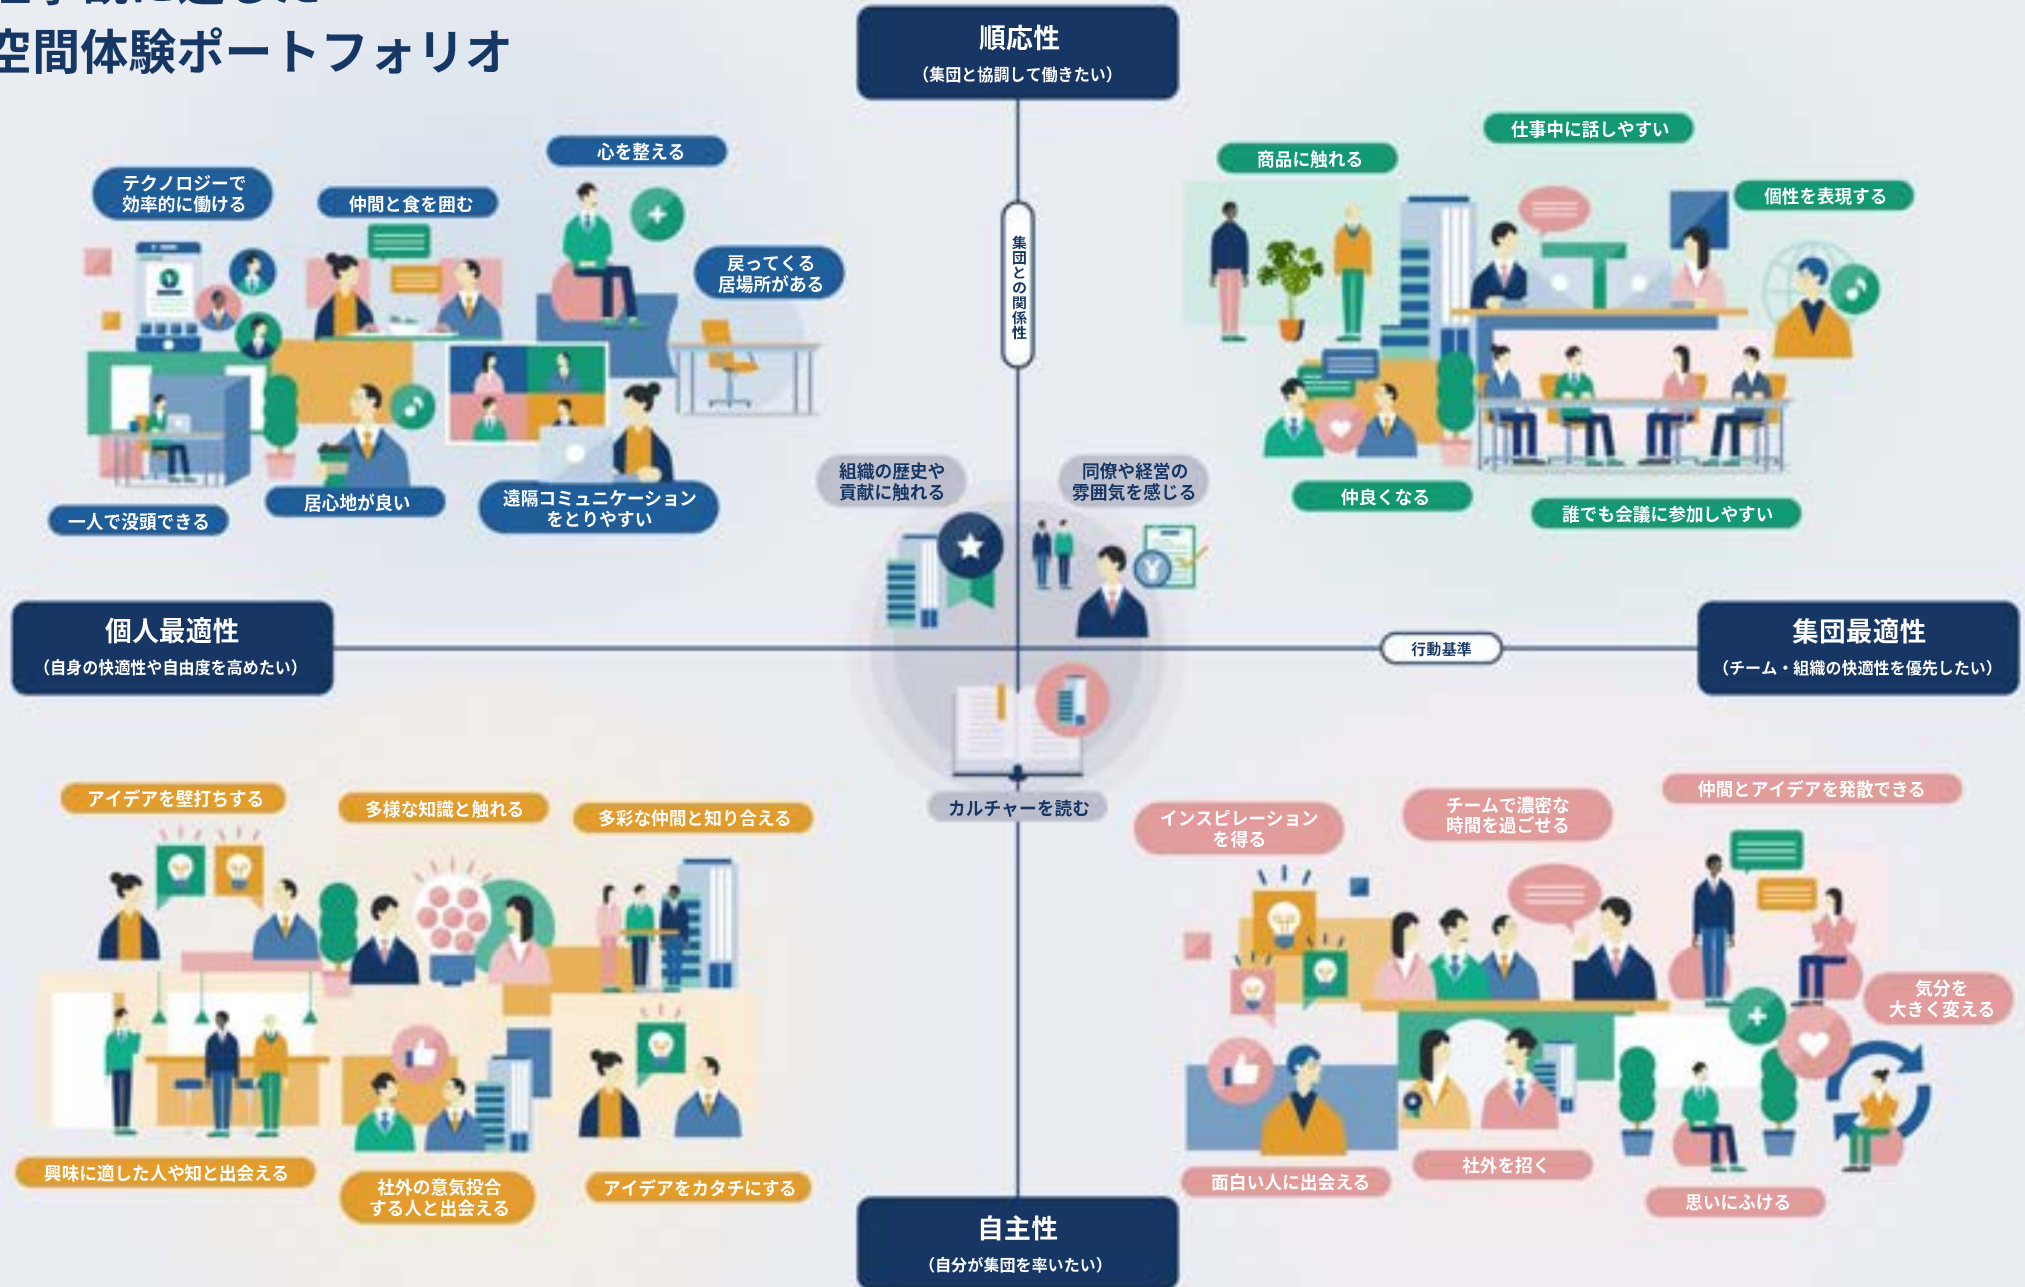 空間体験ポートフォリオ
順応性
（集団と協調して働きたい）
集団との関係性
心を整える
テクノロジーで
効率的に働ける
仲間と食を囲む
戻ってくる
居場所がある
一人で没頭できる
居心地が良い
遠隔コミュニケーション
をとりやすい
仕事中に話しやすい
商品に触れる
個性を表現する
仲良くなる
誰でも会議に参加しやすい
組織の歴史や
貢献に触れる
同僚や経営の
雰囲気を感じる
カルチャーを読む
個人最適性
（自身の快適性や自由度を高めたい）
行動基準
集団最適性
（チーム・組織の快適性を優先したい）
アイデアを壁打ちする
多様な知識と触れる
多彩な仲間と知り合える
興味に適した人や知と出会える
社外の意気投合
する人と出会える
アイデアをカタチにする
インスピレーション
を得る
チームで濃密な
時間を過ごせる
仲間とアイデアを発散できる
気分を
大きく変える
面白い人に出会える
社外を招く
思いにふける
自主性
（自分が集団を率いたい）